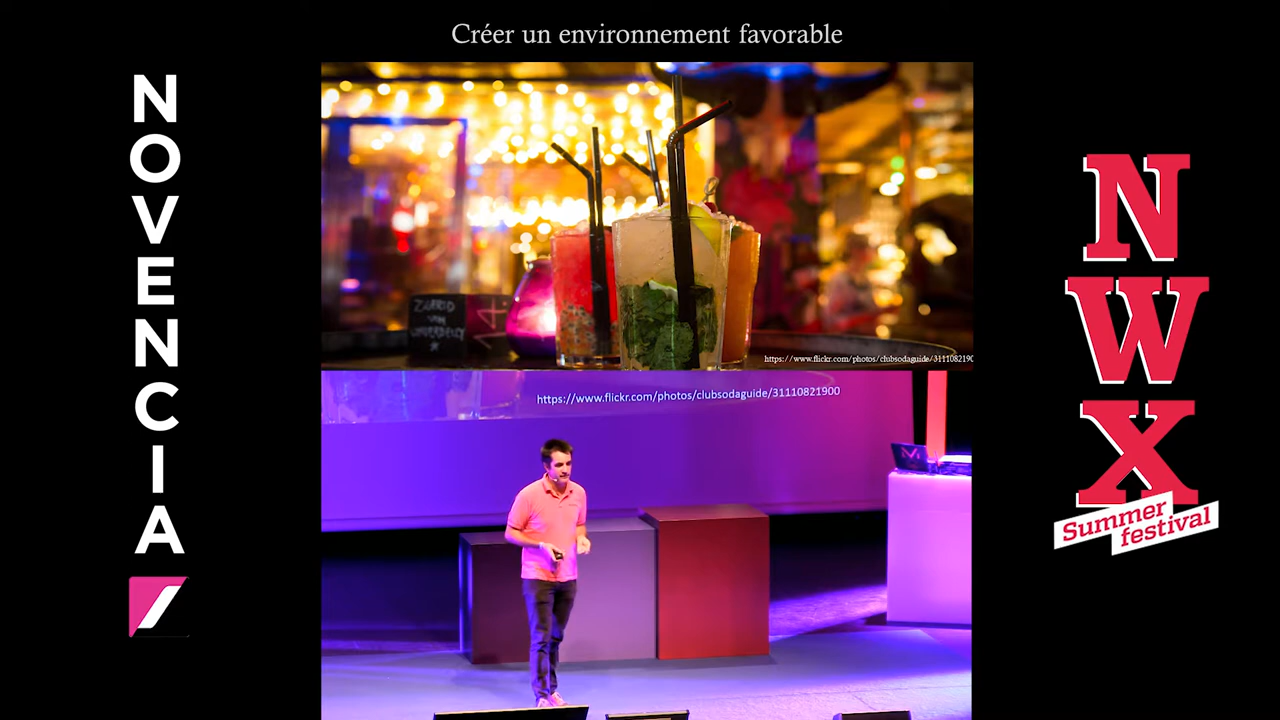 Créer un environnement favorable
NOVENCIA
https://www.flickr.com/photos/clubsodaguide/3111082190
https://www.flickr.com/photos/clubsodaguide/31110821900
NWX
Summer
festival